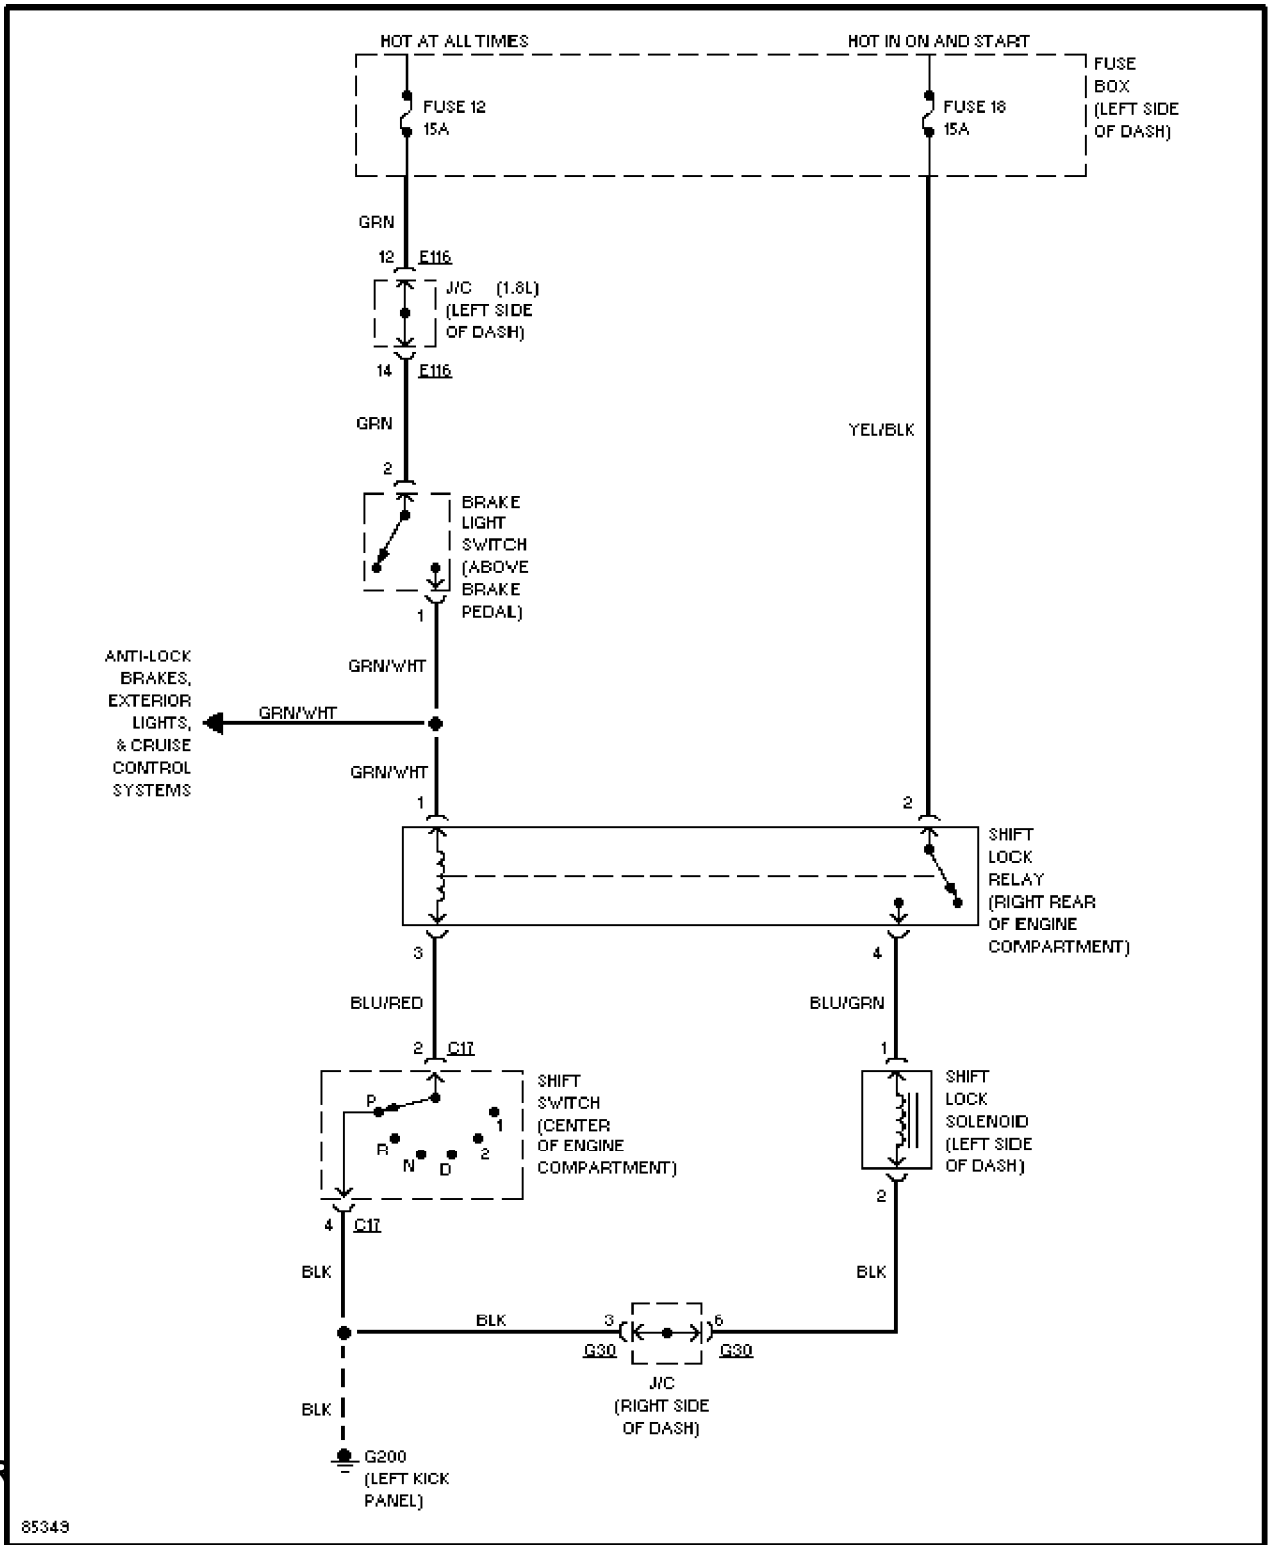 HOT AT ALL TIMES
HOT IN ON AND START
FUSE
BOX
(LEFT SIDE
OF DASH)
FUSE 12
15A
FUSE 18
15A
GRN
12 E116
J/C (1.8L)
(LEFT SIDE
OF DASH)
14 E116
GRN
YEL/BLK
2
BRAKE
LIGHT
SWITCH
(ABOVE
BRAKE
PEDAL)
1
GRN/WHT
ANTI-LOCK
BRAKES,
EXTERIOR
LIGHTS,
& CRUISE
CONTROL
SYSTEMS
GRN/WHT
GRN/WHT
1
2
SHIFT
LOCK
RELAY
(RIGHT REAR
OF ENGINE
COMPARTMENT)
3
4
BLU/RED
BLU/GRN
2 C17
1
SHIFT
SWITCH
(CENTER
OF ENGINE
COMPARTMENT)
P
R
N
D
2
1
SHIFT
LOCK
SOLENOID
(LEFT SIDE
OF DASH)
4 C17
2
BLK
BLK
BLK
3
6
G30
G30
J/C
(RIGHT SIDE
OF DASH)
BLK
G200
(LEFT KICK
PANEL)
85349